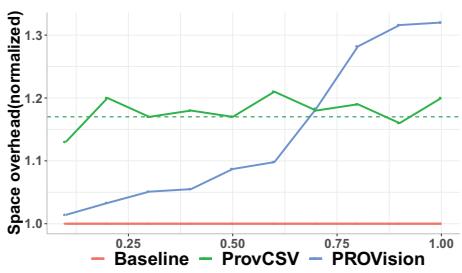 Space overhead(normalized)
1.3
1.2
1.1
1.0
0.25 0.50 0.75 1.00
Baseline ProvCSV PROVision